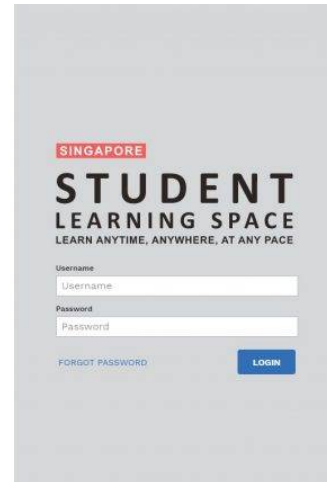 SINGAPORE
STUDENT
LEARNING SPACE
LEARN ANYTIME, ANYWHERE, AT ANY PACE
Username
Username
Password
Password
FORGOT PASSWORD
LOGIN